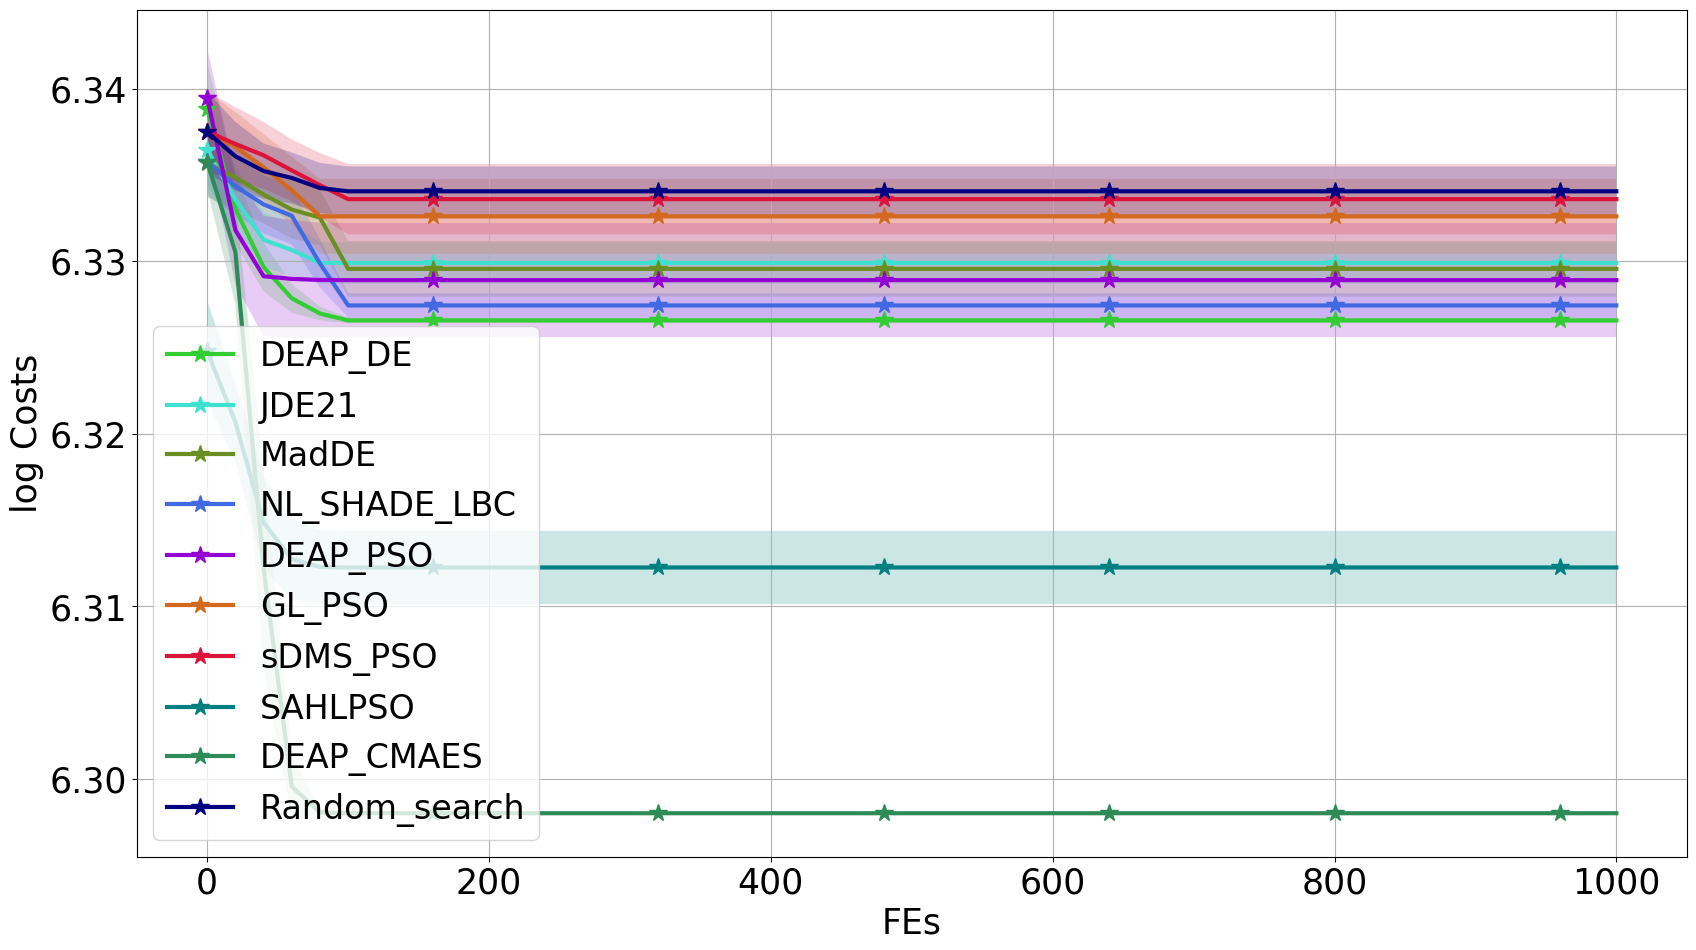 log Costs
6.34
6.33
6.32
6.31
6.30
DEAP_DE
JDE21
MadDE
NL_SHADE_LBC
DEAP_PSO
GL_PSO
sDMS_PSO
SAHLPSO
DEAP_CMAES
Random_search
0 200 400 600 800 1000
FEs